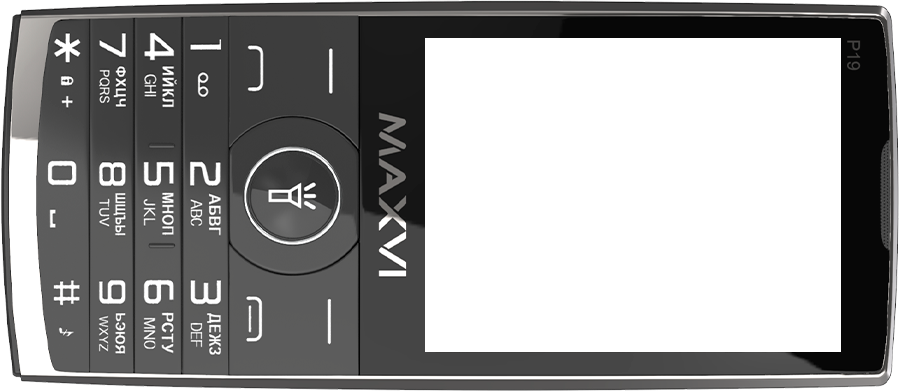 P19
MAXVI
1
2 АБВГ
ABC
3 ДЕЖЗ
DEF
4 ИЙКЛ
GHI
5 МНОП
JKL
6 РСТУ
MNO
7 ФХЦЧ
PQRS
8 ШЩЪЫ
TUV
9 ЬЭЮЯ
WXYZ
* +
0
#